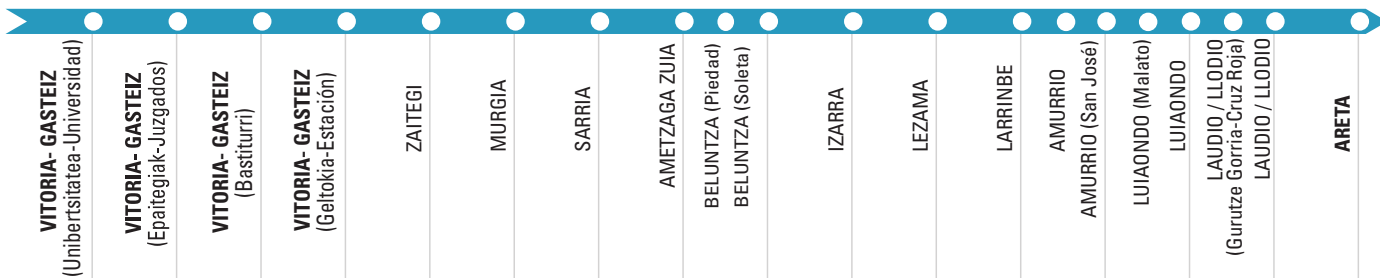 VITORIA- GASTEIZ
(Unibertsitatea-Universidad)
VITORIA- GASTEIZ
(Epaitegiak-Juzgados)
VITORIA- GASTEIZ
(Bastiturri)
VITORIA- GASTEIZ
(Geltokia-Estación)
ZAITEGI
MURGIA
SARRIA
AMETZAGA ZUIA
BELUNTZA (Piedad)
BELUNTZA (Soleta)
IZARRA
LEZAMA
LARRINBE
AMURRIO
AMURRIO (San José)
LUIAONDO (Malato)
LUIAONDO
LAUDIO / LLODIO
(Gurutze Gorria-Cruz Roja)
LAUDIO / LLODIO
ARETA